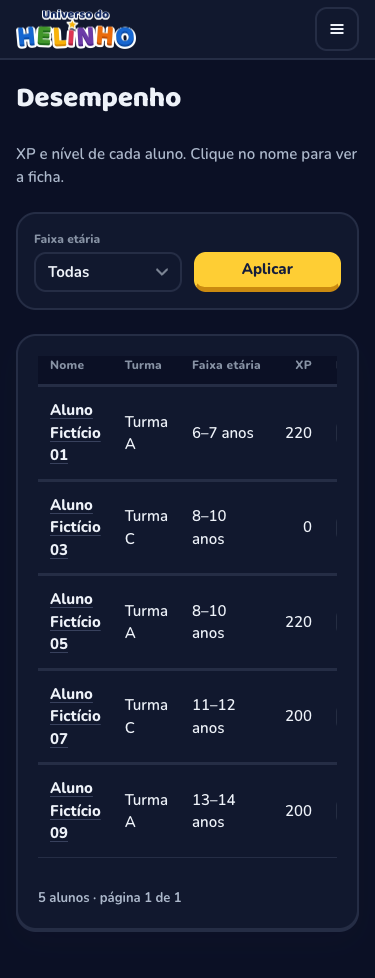 Universo do
HELINHO
Desempenho
XP e nível de cada aluno. Clique no nome para ver
a ficha.
Faixa etária
Todas
Aplicar
Nome Turma Faixa etária XP
Aluno
Fictício
01
Turma
A
6–7 anos
220
Aluno
Fictício
03
Turma
C
8–10
anos
0
Aluno
Fictício
05
Turma
A
8–10
anos
220
Aluno
Fictício
07
Turma
C
11–12
anos
200
Aluno
Fictício
09
Turma
A
13–14
anos
200
5 alunos · página 1 de 1